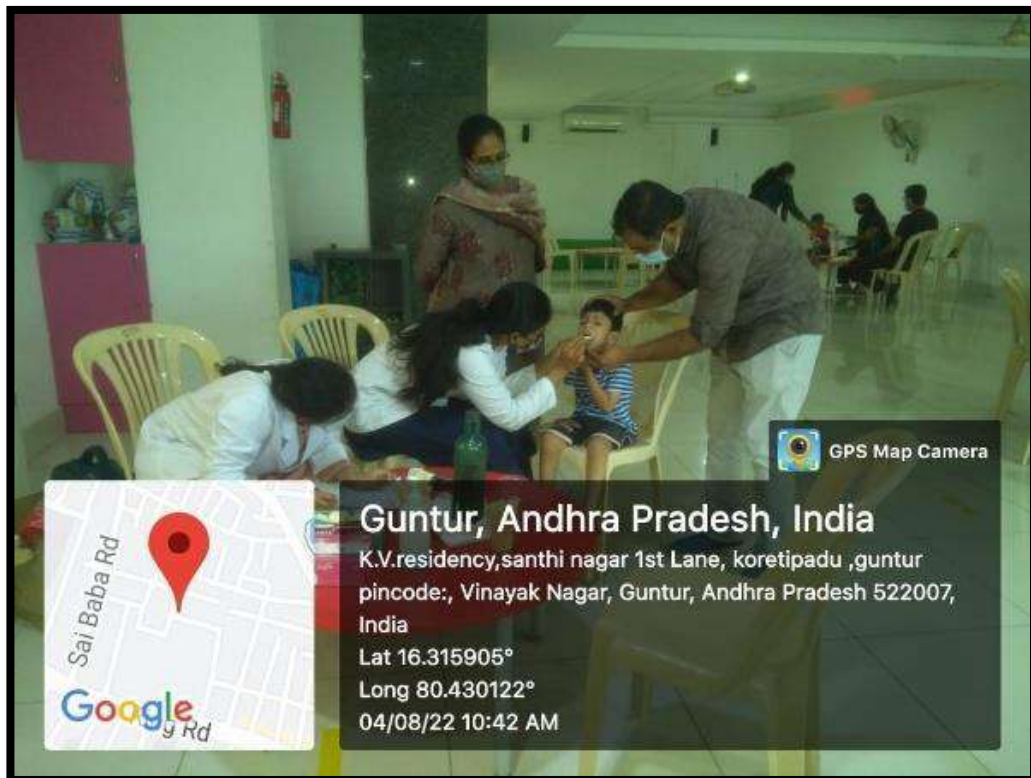 GPS Map Camera
Guntur, Andhra Pradesh, India
K.V.residency,santhi nagar 1st Lane, koretipadu ,guntur
pincode:, Vinayak Nagar, Guntur, Andhra Pradesh 522007,
India
Lat 16.315905°
Long 80.430122°
04/08/22 10:42 AM
Sai Baba Rd
Google
Rd